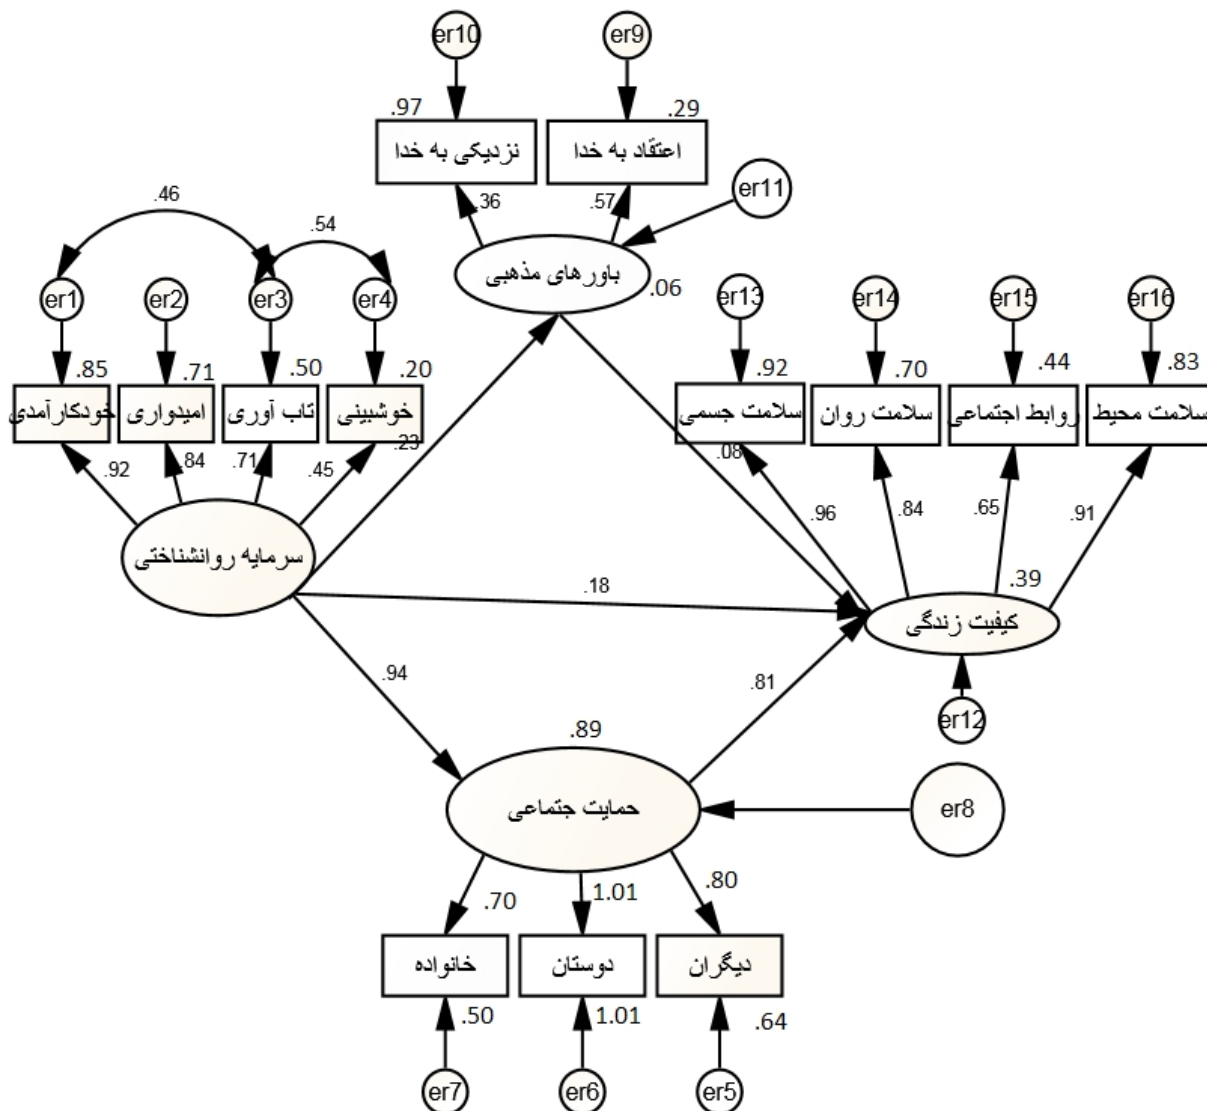 er10
er9
.97
.29
نزدیکی به خدا
اعتقاد به خدا
er11
.36
.57
.46
.54
باورهای مذهبی
.06
er1
er2
er3
er4
er13
er14
er15
er16
.85
.71
.50
.20
.92
.70
.44
.83
خودکارآمدی
امیدواری
تاب آوری
خوشبینی
سلامت جسمی
سلامت روان
روابط اجتماعی
سلامت محیط
.92
.84
.71
.45
.23
.08
.96
.84
.65
.91
سرمایه روانشناختی
.18
.39
کیفیت زندگی
.94
.81
er12
.89
حمایت جتماعی
er8
.70
1.01
.80
خانواده
دوستان
دیگران
.50
1.01
.64
er7
er6
er5